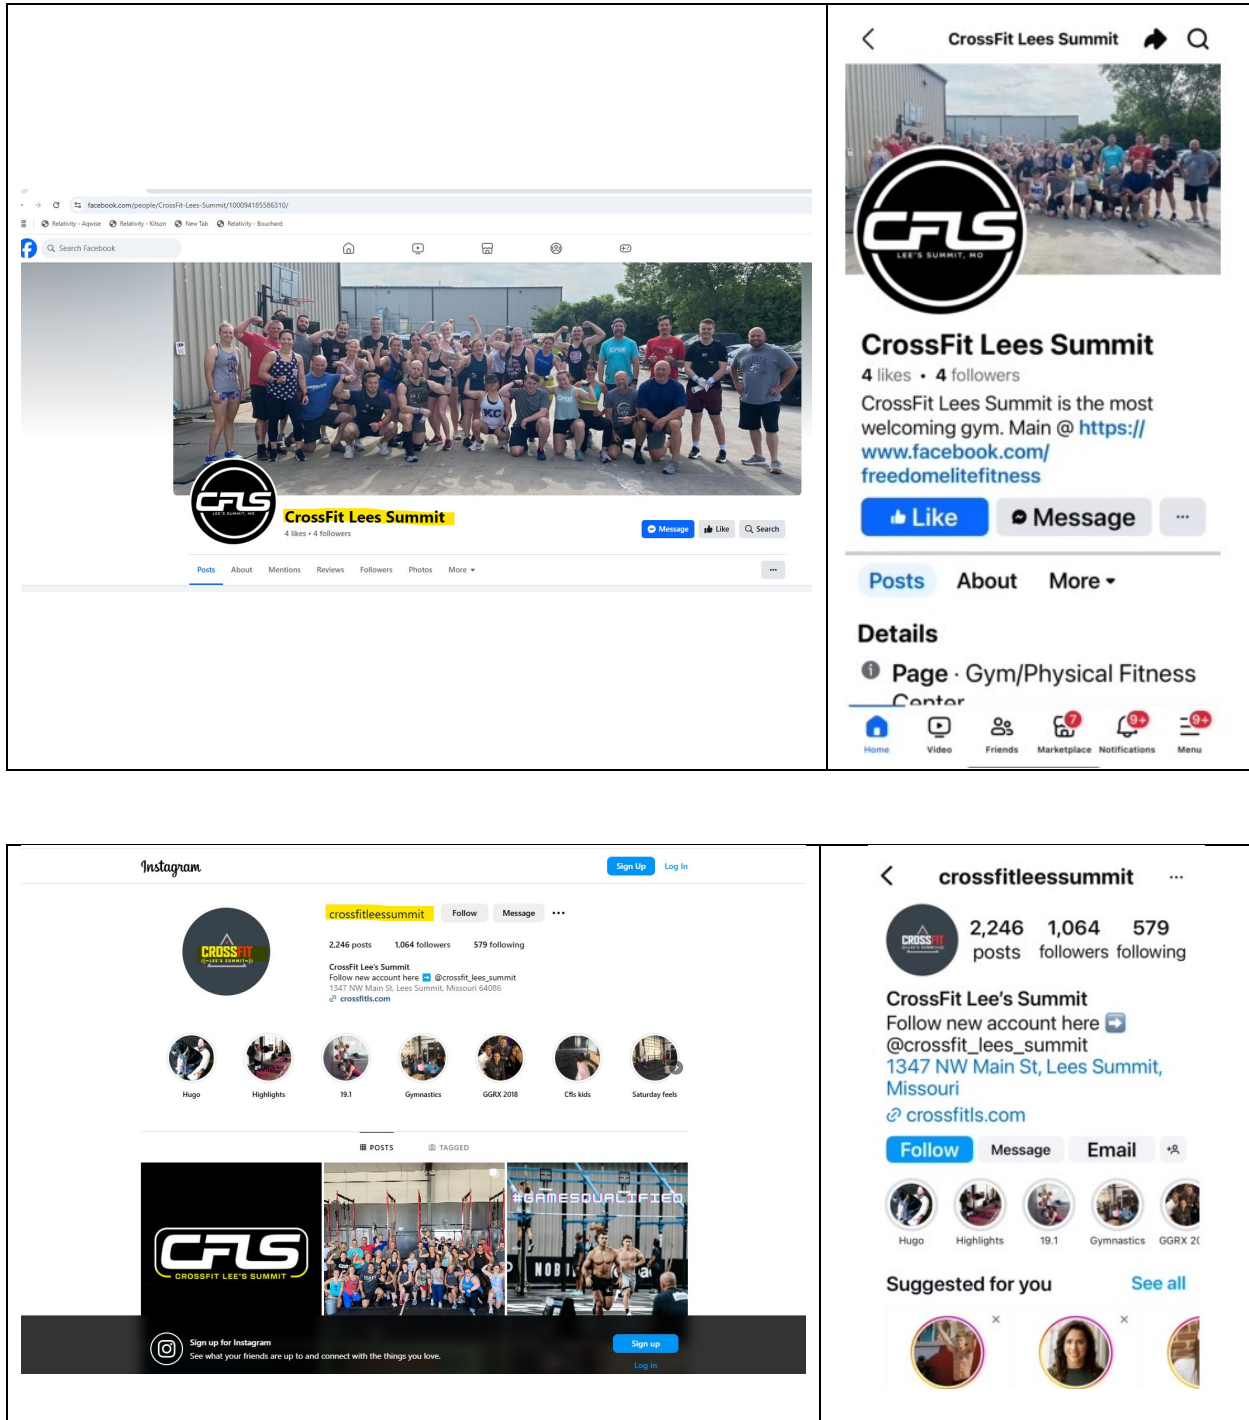 facebook.com/people/CrossFit-Lees-Summit/100094185586310/
Relativity - Aqwise Relativity - Kitson New Tab Relativity - Bouchard
Search Facebook
CFLS
LEE'S SUMMIT, MO
CrossFit Lees Summit
4 likes • 4 followers
Message Like Search
Posts About Mentions Reviews Followers Photos More
CrossFit Lees Summit
CFLS
LEE'S SUMMIT, MO
CrossFit Lees Summit
4 likes • 4 followers
CrossFit Lees Summit is the most
welcoming gym. Main @ https://
www.facebook.com/
freedomelitefitness
Like Message
Posts About More
Details
Page · Gym/Physical Fitness
Center
7 9+ 9+
Home Video Friends Marketplace Notifications Menu
Instagram
Sign Up Log In
CROSSFIT
LEE'S SUMMIT
crossfitleessummit Follow Message
2,246 posts 1,064 followers 579 following
CrossFit Lee's Summit
Follow new account here ➡ @crossfit_lees_summit
1347 NW Main St, Lees Summit, Missouri 64086
crossfitls.com
Hugo Highlights 19.1 Gymnastics GGRX 2018 Cfls kids Saturday feels
POSTS TAGGED
CFLS
CROSSFIT LEE'S SUMMIT
#GAMESQUALIFIED
Sign up for Instagram
See what your friends are up to and connect with the things you love.
Sign up
Log in
crossfitleessummit
CROSSFIT
2,246 1,064 579
posts followers following
CrossFit Lee's Summit
Follow new account here ➡
@crossfit_lees_summit
1347 NW Main St, Lees Summit,
Missouri
crossfitls.com
Follow Message Email
Hugo Highlights 19.1 Gymnastics GGRX 20
Suggested for you See all